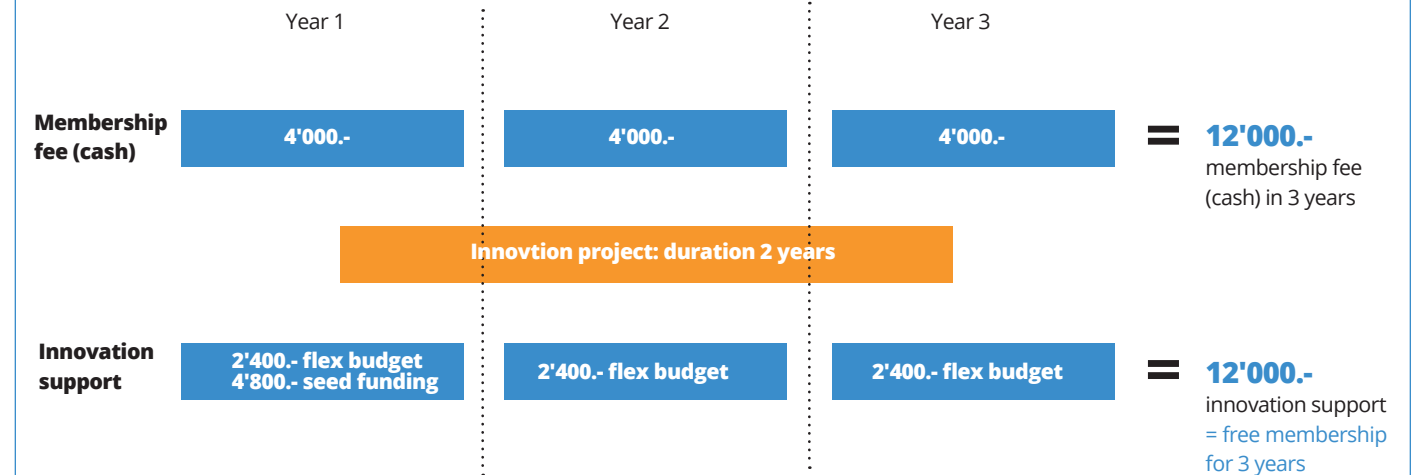 Year 1
Year 2
Year 3
Membership
fee (cash)
4'000.-
4'000.-
4'000.-
= 12'000.-
membership fee
(cash) in 3 years
Innovtion project: duration 2 years
Innovation
support
2'400.- flex budget
4'800.- seed funding
2'400.- flex budget
2'400.- flex budget
= 12'000.-
innovation support
= free membership
for 3 years